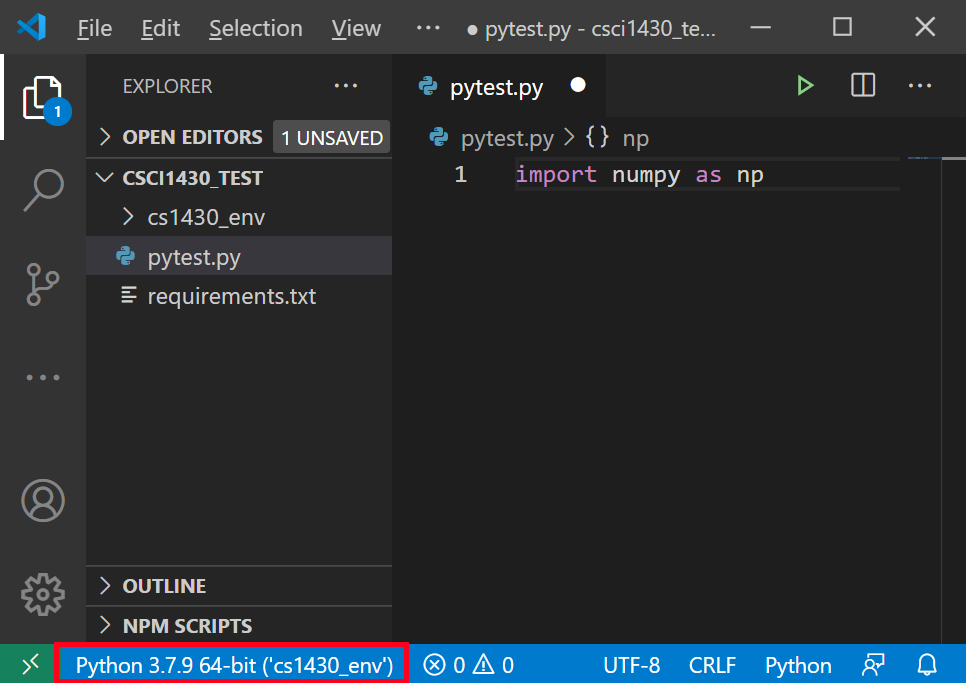 File Edit Selection View ··· ● pytest.py - csci1430_te...
1
EXPLORER ···
OPEN EDITORS 1 UNSAVED
CSCI1430_TEST
cs1430_env
pytest.py
requirements.txt
OUTLINE
NPM SCRIPTS
pytest.py ●
pytest.py > {} np
1 import numpy as np
Python 3.7.9 64-bit ('cs1430_env') 0 0 UTF-8 CRLF Python